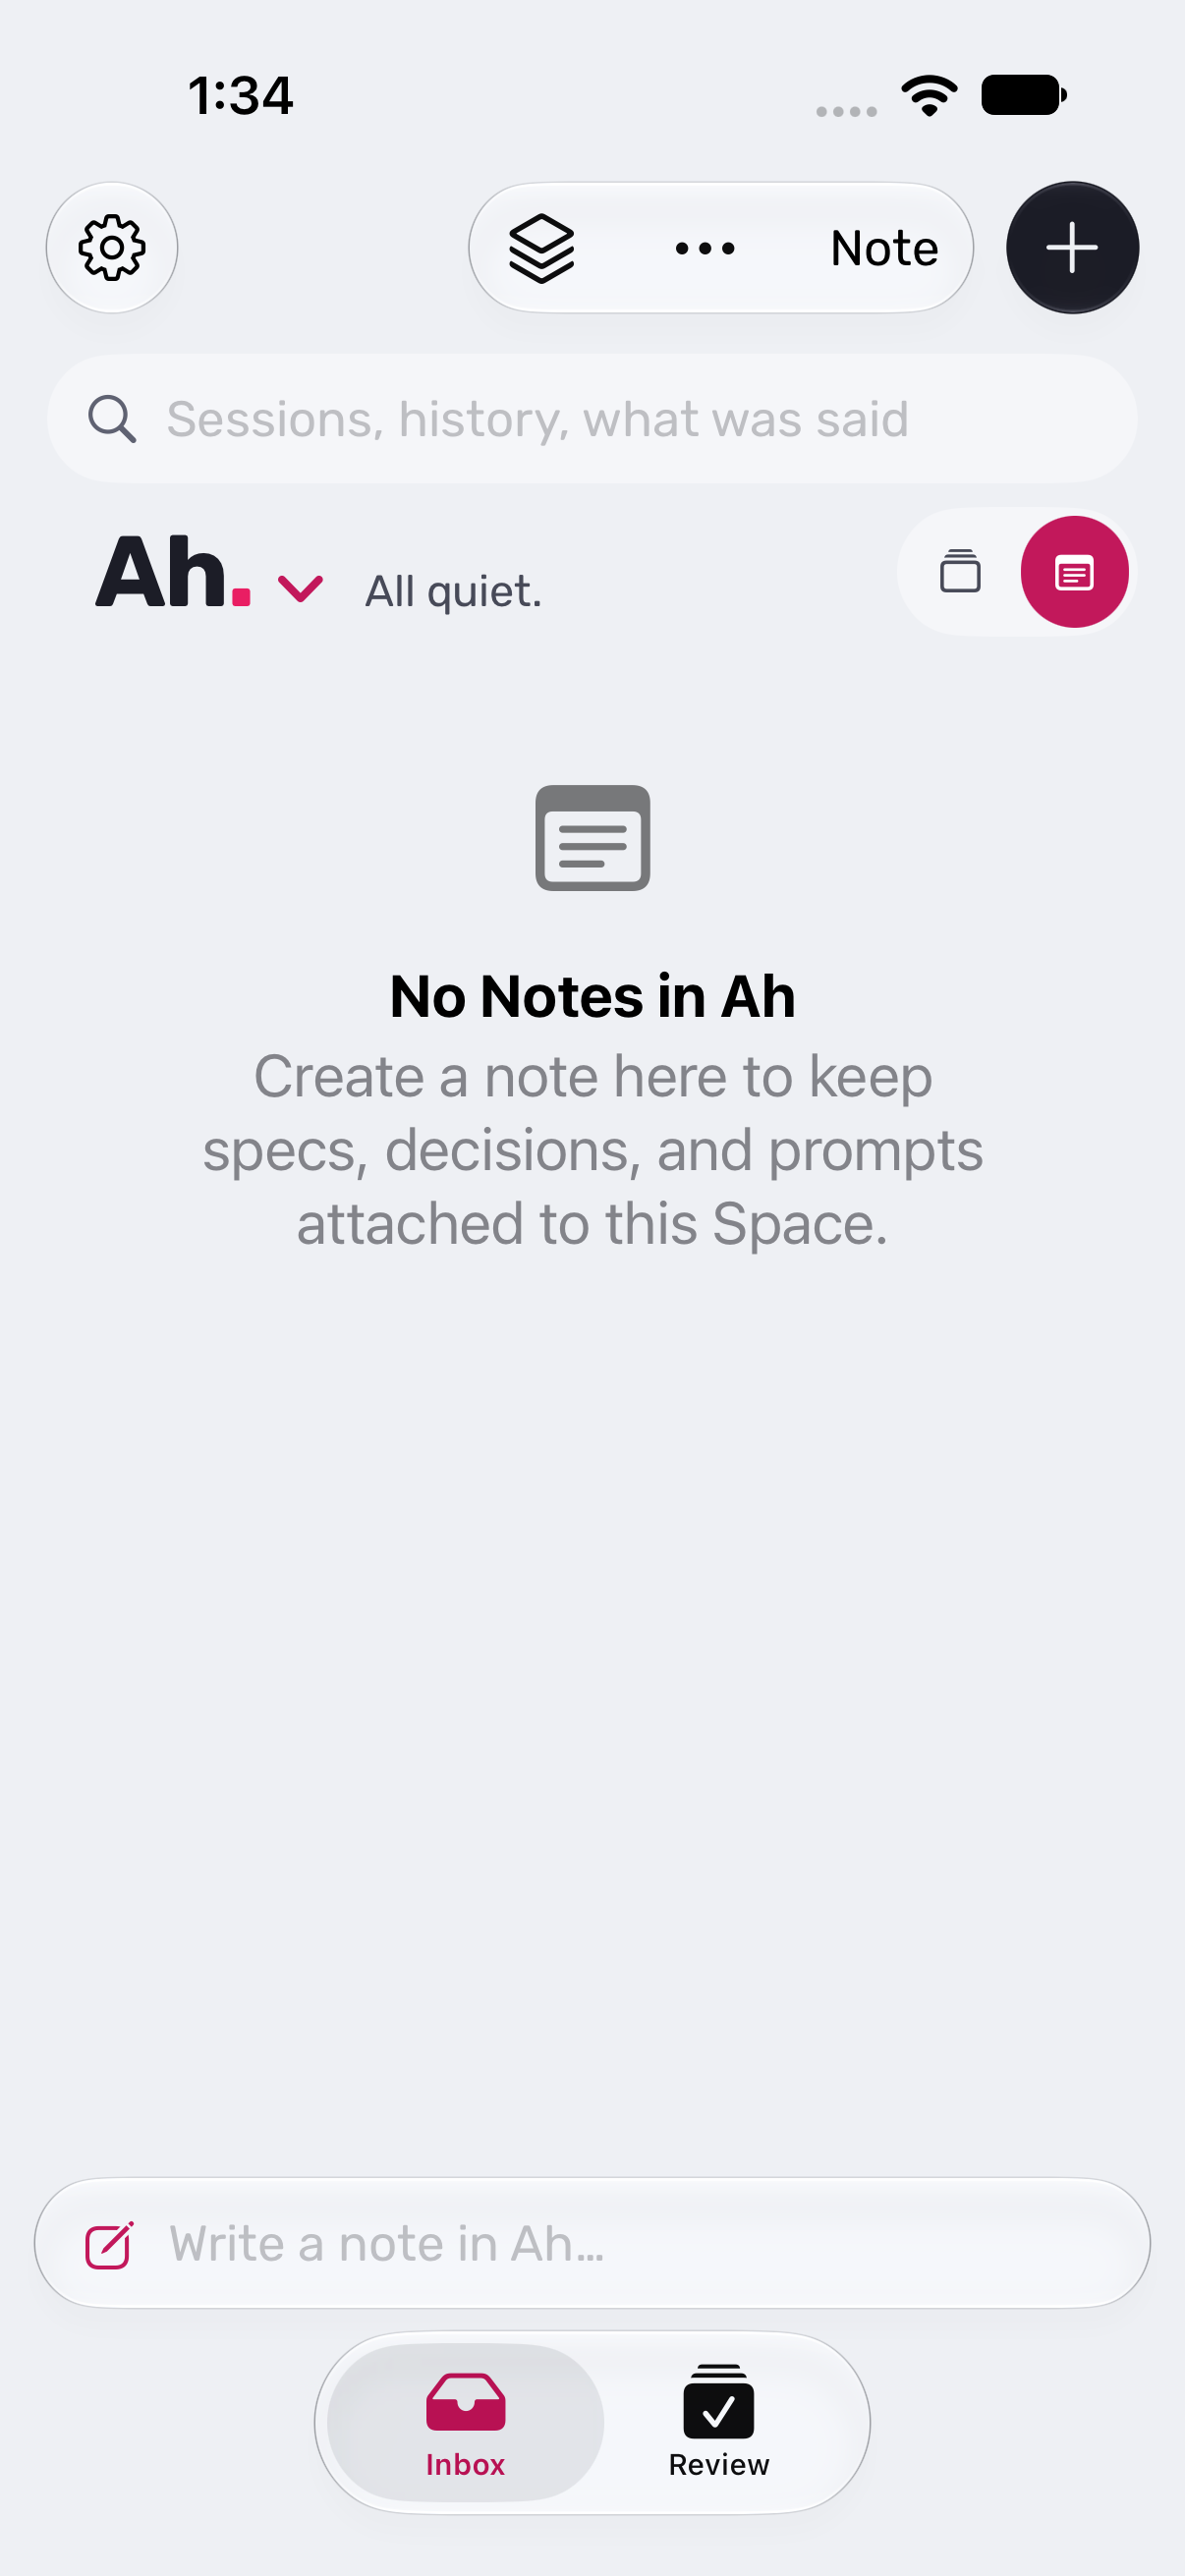 1:34
Note
Sessions, history, what was said
Ah.
All quiet.
No Notes in Ah
Create a note here to keep
specs, decisions, and prompts
attached to this Space.
Write a note in Ah…
Inbox
Review